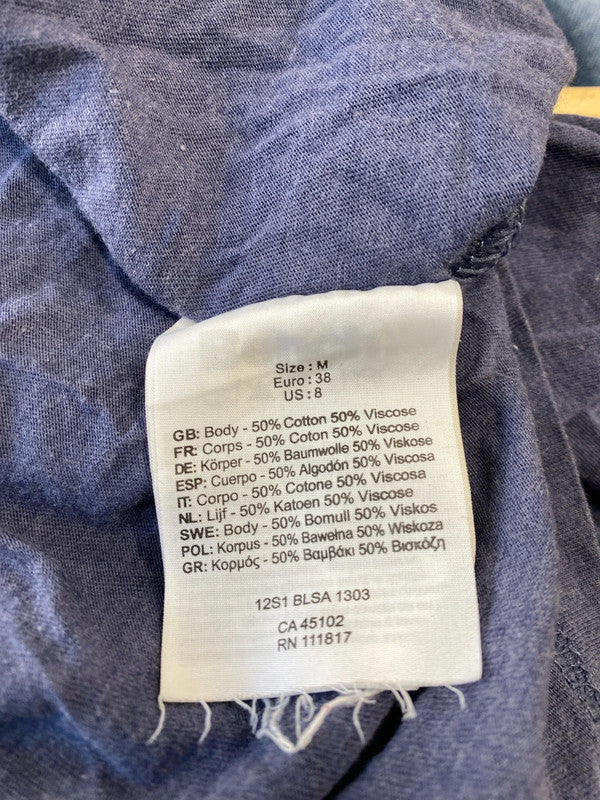 Size : M
Euro : 38
US : 8
GB: Body - 50% Cotton 50% Viscose
FR: Corps - 50% Coton 50% Viscose
DE: Körper - 50% Baumwolle 50% Viskose
ESP: Cuerpo - 50% Algodón 50% Viscosa
IT: Corpo - 50% Cotone 50% Viscosa
NL: Lijf - 50% Katoen 50% Viscose
SWE: Body - 50% Bomull 50% Viskos
POL: Korpus - 50% Bawełna 50% Wiskoza
GR: Κορμός - 50% Βαμβάκι 50% Βισκόζη
12S1 BLSA 1303
CA 45102
RN 111817